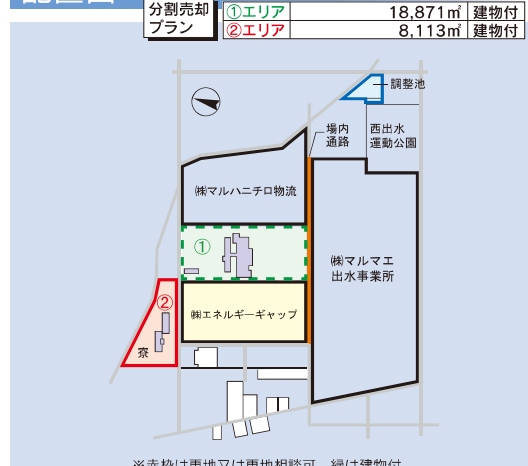 分割売却
プラン
①エリア 18,871㎡ 建物付
②エリア 8,113㎡ 建物付
調整池
場内
通路
西出水
運動公園
㈱マルハニチロ物流
①
㈱マルマエ
出水事業所
②
㈱エネルギーギャップ
寮